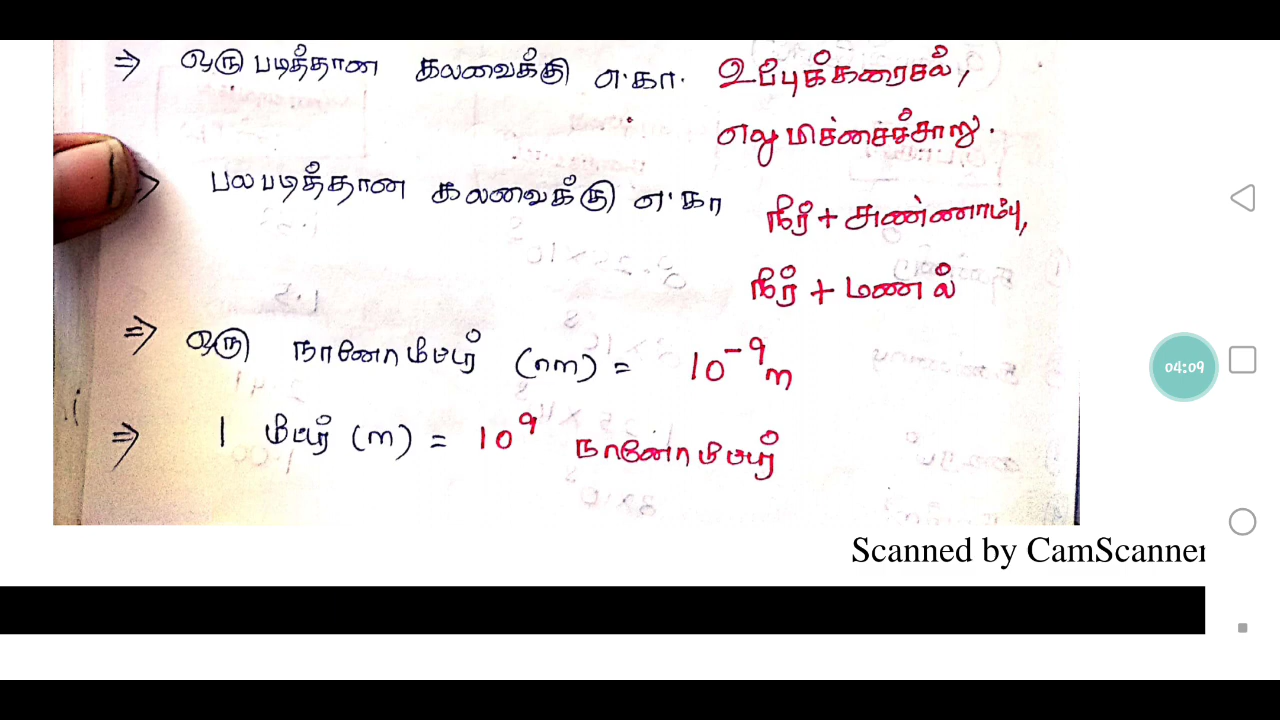 ⇒ ஒருபடித்தான கலவைக்கு எ.கா. உப்புக்கரைசல்,
எலுமிச்சைச்சாறு.
⇒ பலபடித்தான கலவைக்கு எ.கா நீர் + சுண்ணாம்பு,
நீர் + மணல்
⇒ ஒரு நானோமீட்டர் (nm) = 10⁻⁹ m
⇒ 1 மீட்டர் (m) = 10⁹ நானோமீட்டர்
04:09
Scanned by CamScanner